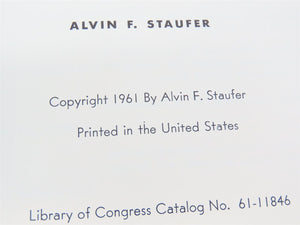 ALVIN F. STAUFER
Copyright 1961 By Alvin F. Staufer
Printed in the United States
Library of Congress Catalog No. 61-11846